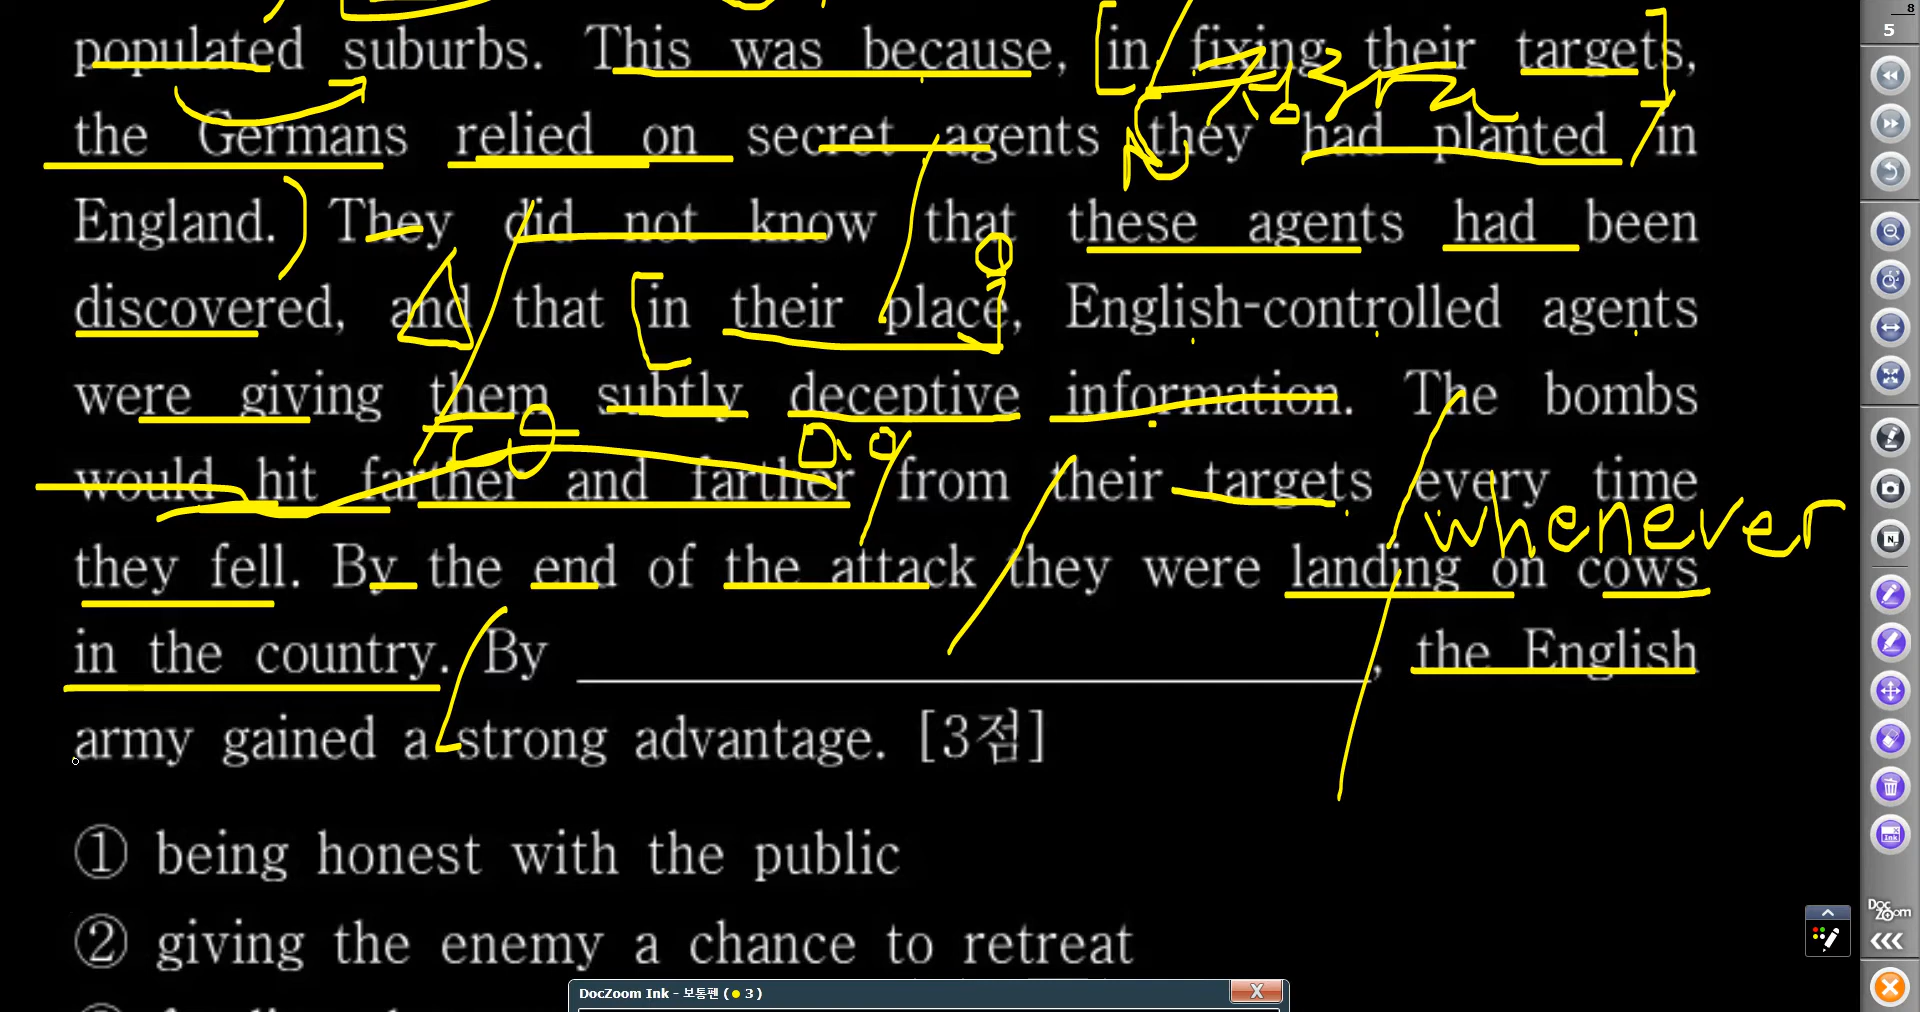 8
5
populated suburbs. This was because, [in fixing their targets,
the Germans relied on secret agents they had planted in
England.) They did not know that these agents had been
discovered, and that [in their place, English-controlled agents
were giving them subtly deceptive information. The bombs
would hit farther and farther from their targets every time
whenever
they fell. By the end of the attack they were landing on cows
in the country. By ____________________, the English
army gained a strong advantage. [3점]
① being honest with the public
② giving the enemy a chance to retreat
DocZoom Ink - 보통펜 ( 3 )
Doc
Zoom